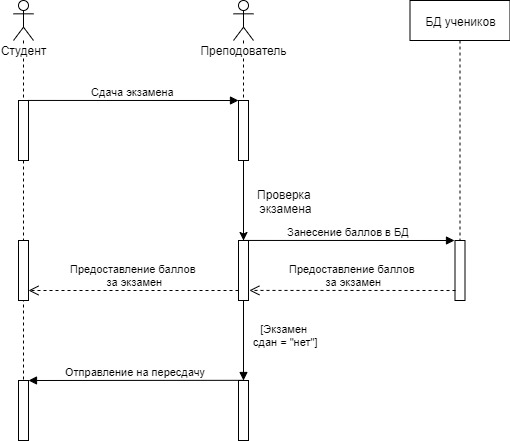 Студент
Преподователь
БД учеников
Сдача экзамена
Проверка
экзамена
Занесение баллов в БД
Предоставление баллов
за экзамен
Предоставление баллов
за экзамен
[Экзамен
сдан = "нет"]
Отправление на пересдачу